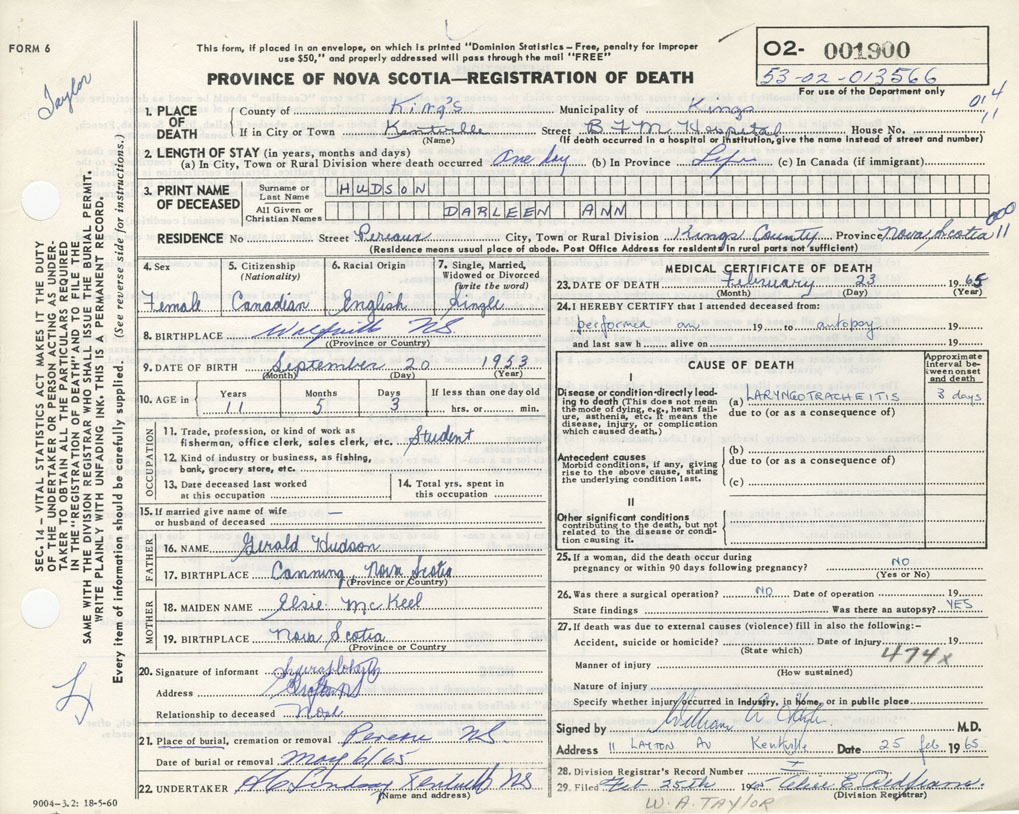 FORM 6
This form, if placed in an envelope, on which is printed "Dominion Statistics – Free, penalty for improper
use $50," and properly addressed will pass through the mail "FREE"
PROVINCE OF NOVA SCOTIA—REGISTRATION OF DEATH
O2- 001900
53-02-013566
For use of the Department only
Taylor
1. PLACE OF DEATH County of King's Municipality of Kings 014
If in City or Town Kentville Street B F M Hospital House No. 11
(Name) (If death occurred in a hospital or institution, give the name instead of street and number)
2. LENGTH OF STAY (in years, months and days)
(a) In City, Town or Rural Division where death occurred One day (b) In Province Life (c) In Canada (if immigrant)
3. PRINT NAME OF DECEASED
Surname or Last Name HUDSON
All Given or Christian Names DARLEEN ANN
000
RESIDENCE No Street Pereaux City, Town or Rural Division Kings County Province Nova Scotia 11
(Residence means usual place of abode. Post Office Address for residents in rural parts not sufficient)
4. Sex Female
5. Citizenship (Nationality) Canadian
6. Racial Origin English
7. Single, Married, Widowed or Divorced (write the word) Single
8. BIRTHPLACE Wolfville NS
(Province or Country)
9. DATE OF BIRTH September 20 1953
(Month) (Day) (Year)
10. AGE in Years 11 Months 5 Days 3 If less than one day old hrs. or min.
OCCUPATION
11. Trade, profession, or kind of work as
fisherman, office clerk, sales clerk, etc. Student
12. Kind of industry or business, as fishing,
bank, grocery store, etc.
13. Date deceased last worked
at this occupation
14. Total yrs. spent in
this occupation
15. If married give name of wife
or husband of deceased —
FATHER
16. NAME Gerald Hudson
17. BIRTHPLACE Canning, Nova Scotia
(Province or Country)
MOTHER
18. MAIDEN NAME Elsie McKeel
19. BIRTHPLACE Nova Scotia
(Province or Country
20. Signature of informant
Address
Relationship to deceased None
21. Place of burial, cremation or removal Pereau NS.
Date of burial or removal May 6/65
22. UNDERTAKER NS
(Name and address)
9004–3.2: 18-5-60
MEDICAL CERTIFICATE OF DEATH
23. DATE OF DEATH February 23 1965
(Month) (Day) (Year)
24. I HEREBY CERTIFY that I attended deceased from:
performed an 19 to autopsy 19
and last saw h alive on 19
CAUSE OF DEATH
Approximate interval between onset and death
I
Disease or condition directly leading to death (This does not mean the mode of dying, e.g., heart failure, asthenia, etc. It means the disease, injury, or complication which caused death.)
(a) LARYNGOTRACHEITIS 3 days
due to (or as a consequence of)
Antecedent causes
Morbid conditions, if any, giving rise to the above cause, stating the underlying condition last.
(b)
due to (or as a consequence of)
(c)
II
Other significant conditions
contributing to the death, but not related to the disease or condition causing it.
25. If a woman, did the death occur during
pregnancy or within 90 days following pregnancy? NO
(Yes or No)
26. Was there a surgical operation? NO Date of operation 19
State findings Was there an autopsy? YES
27. If death was due to external causes (violence) fill in also the following:-
Accident, suicide or homicide? Date of injury 19
(State which)
474x
Manner of injury
(How sustained)
Nature of injury
Specify whether injury occurred in Industry, in Home, or in public place
Signed by William A. M.D.
Address 11 LAYTON AV Kentville Date 25 feb 1965
28. Division Registrar's Record Number
29. Filed Feb 25th 1965
(Division Registrar)
W. A. TAYLOR
SEC. 14 – VITAL STATISTICS ACT MAKES IT THE DUTY
OF THE UNDERTAKER OR PERSON ACTING AS UNDER-
TAKER TO OBTAIN ALL THE PARTICULARS REQUIRED
IN THE "REGISTRATION OF DEATH" AND TO FILE THE
SAME WITH THE DIVISION REGISTRAR WHO SHALL ISSUE THE BURIAL PERMIT.
WRITE PLAINLY WITH UNFADING INK. THIS IS A PERMANENT RECORD.
Every item of information should be carefully supplied. (See reverse side for instructions.)